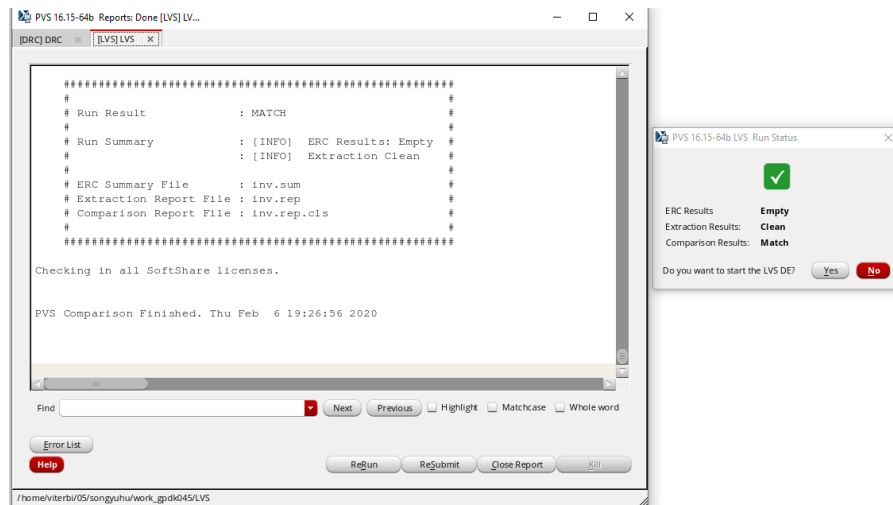 PVS 16.15-64b Reports: Done [LVS] LV...
[DRC] DRC
[LVS] LVS
##########################################################
# #
# Run Result : MATCH #
# #
# Run Summary : [INFO] ERC Results: Empty #
# : [INFO] Extraction Clean #
# #
# ERC Summary File : inv.sum #
# Extraction Report File : inv.rep #
# Comparison Report File : inv.rep.cls #
# #
##########################################################
Checking in all SoftShare licenses.
PVS Comparison Finished. Thu Feb 6 19:26:56 2020
Find Next Previous Highlight Matchcase Whole word
Error List
Help ReRun ReSubmit Close Report Kill
/home/viterbi/05/songyuhu/work_gpdk045/LVS
PVS 16.15-64b LVS Run Status
ERC Results Empty
Extraction Results: Clean
Comparison Results: Match
Do you want to start the LVS DE? Yes No